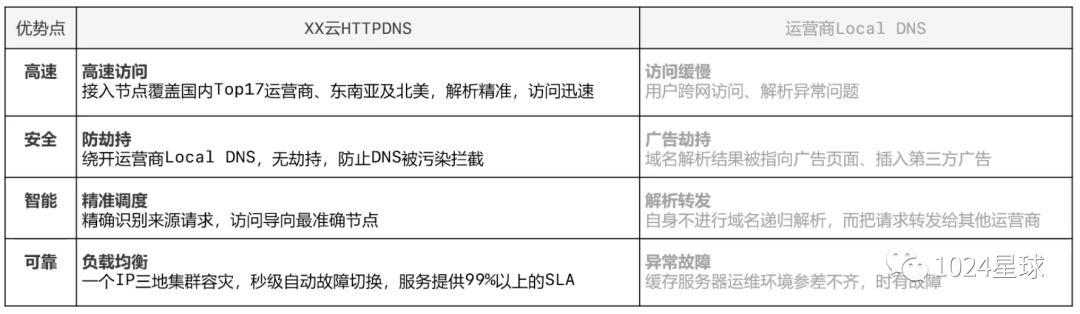 优势点 XX云HTTPDNS 运营商Local DNS
高速 高速访问 访问缓慢
接入节点覆盖国内Top17运营商、东南亚及北美，解析精准，访问迅速 用户跨网访问、解析异常问题
安全 防劫持 广告劫持
绕开运营商Local DNS，无劫持，防止DNS被污染拦截 域名解析结果被指向广告页面、插入第三方广告
智能 精准调度 解析转发
精确识别来源请求，访问导向最准确节点 自身不进行域名递归解析，而把请求转发给其他运营商
可靠 负载均衡 异常故障
一个IP三地集群容灾，秒级自动故障切换，服务提供99%以上的SLA 缓存服务器运维环境参差不齐，时有故障
1024星球